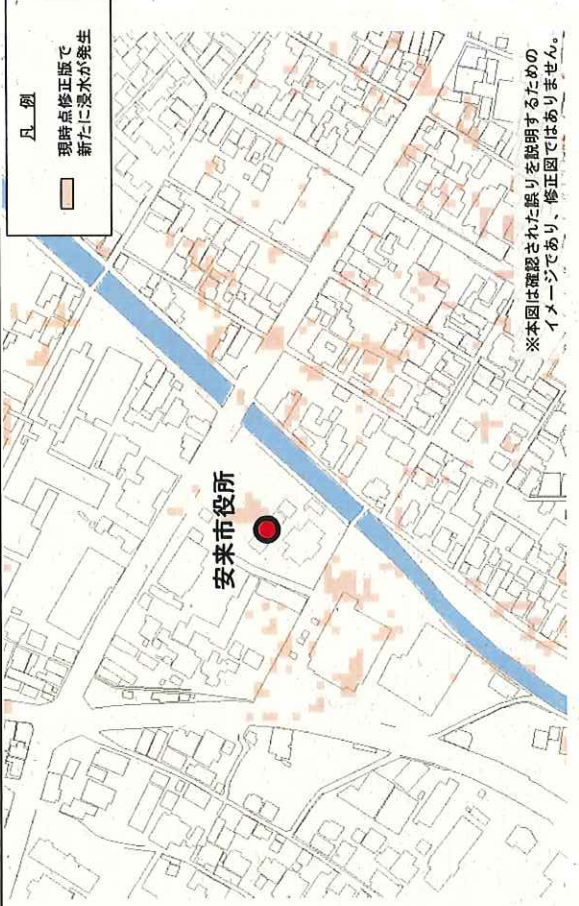 凡例
現時点修正版で
新たに浸水が発生
安来市役所
※本図は確認された誤りを説明するための
イメージであり、修正図ではありません。